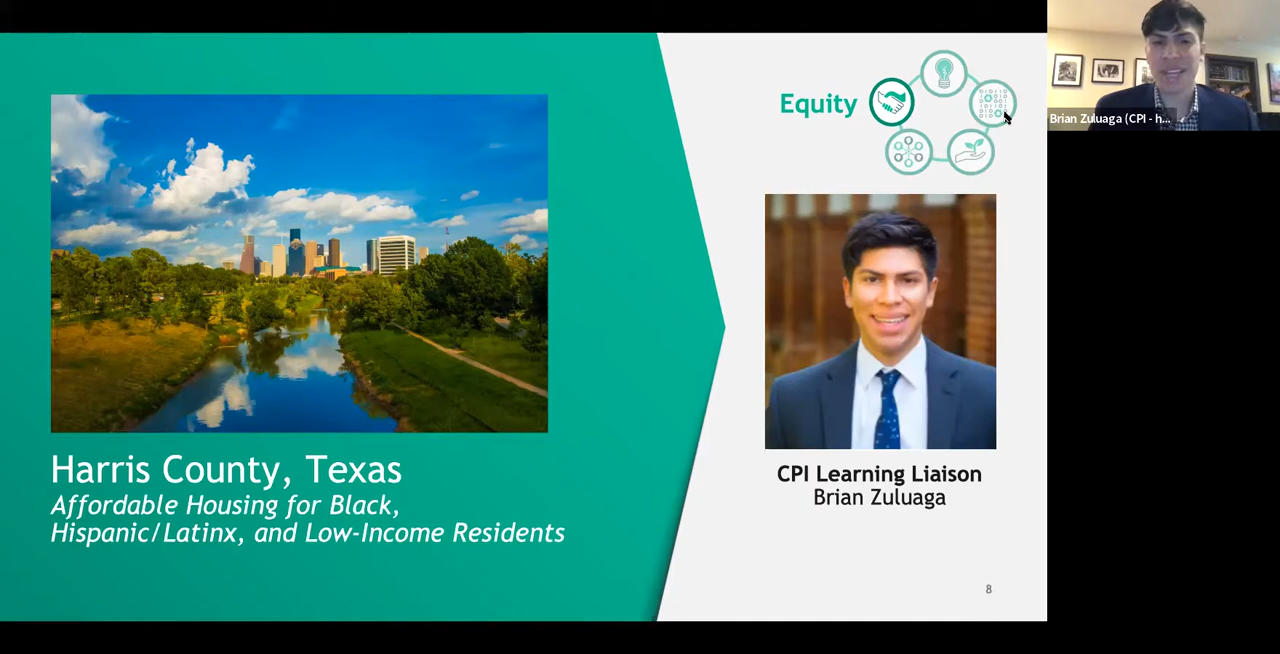 Equity
Brian Zuluaga (CPI - h...
Harris County, Texas
Affordable Housing for Black,
Hispanic/Latinx, and Low-Income Residents
CPI Learning Liaison
Brian Zuluaga
8